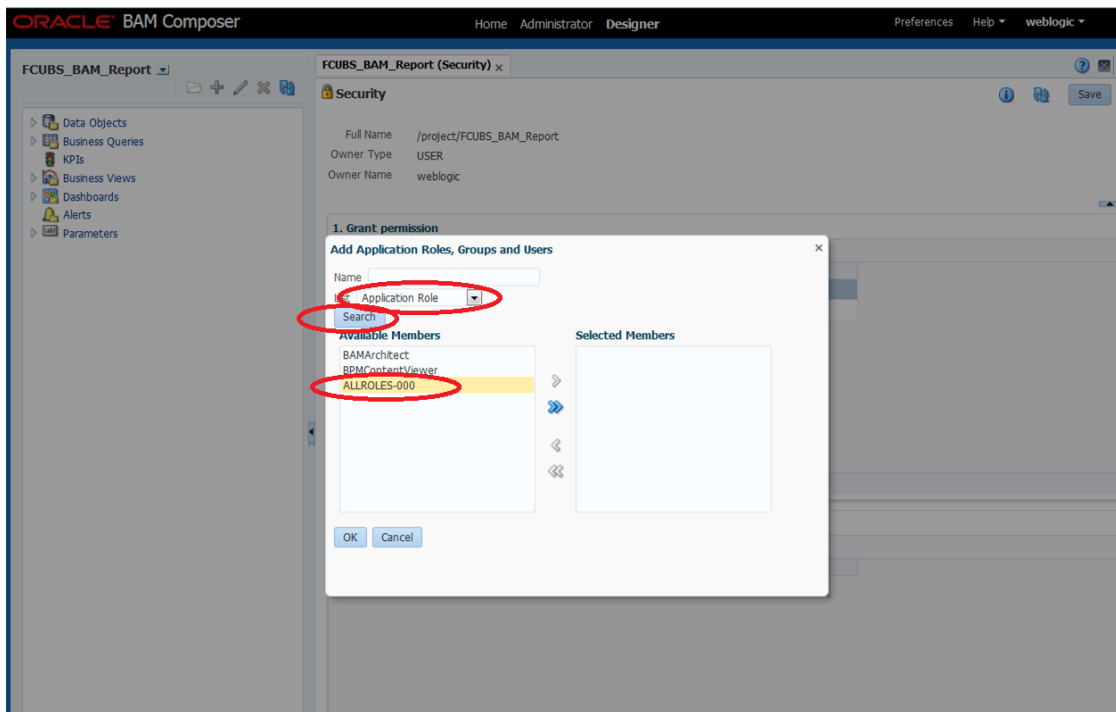 ORACLE BAM Composer Home Administrator Designer Preferences Help weblogic
FCUBS_BAM_Report
Data Objects
Business Queries
KPIs
Business Views
Dashboards
Alerts
Parameters
FCUBS_BAM_Report (Security)
Security Save
Full Name /project/FCUBS_BAM_Report
Owner Type USER
Owner Name weblogic
1. Grant permission
Add Application Roles, Groups and Users
Name
List Application Role
Search
Available Members Selected Members
BAMArchitect
BPMContentViewer
ALLROLES-000
OK Cancel